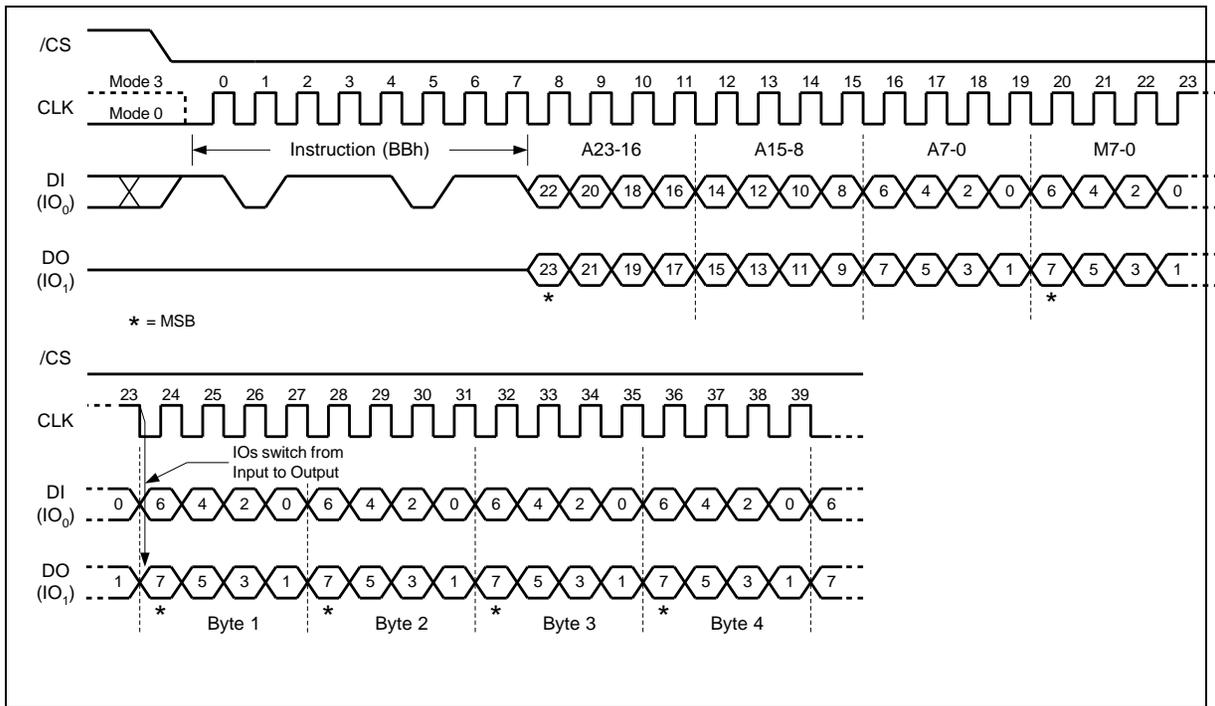 /CS
Mode 3 0 1 2 3 4 5 6 7 8 9 10 11 12 13 14 15 16 17 18 19 20 21 22 23
CLK
Mode 0
Instruction (BBh) A23-16 A15-8 A7-0 M7-0
DI
(IO0)
22 20 18 16 14 12 10 8 6 4 2 0 6 4 2 0
DO
(IO1)
23 21 19 17 15 13 11 9 7 5 3 1 7 5 3 1
* *
* = MSB
/CS
23 24 25 26 27 28 29 30 31 32 33 34 35 36 37 38 39
CLK
IOs switch from
Input to Output
DI
(IO0)
0 6 4 2 0 6 4 2 0 6 4 2 0 6 4 2 0 6
DO
(IO1)
1 7 5 3 1 7 5 3 1 7 5 3 1 7 5 3 1 7
* * * *
Byte 1 Byte 2 Byte 3 Byte 4